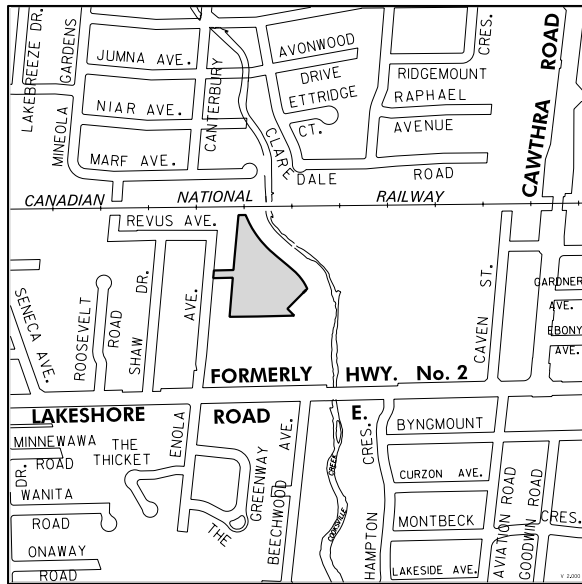 LAKEBREEZE DR.
MINEOLA GARDENS
JUMNA AVE.
CANTERBURY
AVONWOOD DRIVE
ETTRIDGE CT.
CRES.
RIDGEMOUNT
RAPHAEL AVENUE
CAWTHRA ROAD
NIAR AVE.
MARF AVE.
CLARE
DALE ROAD
CANADIAN NATIONAL RAILWAY
REVUS AVE.
SENECA AVE.
ROOSEVELT ROAD
SHAW DR.
ENOLA AVE.
CAVEN ST.
GARDNER AVE.
EBONY AVE.
FORMERLY HWY. No. 2
LAKESHORE ROAD E.
MINNEWAWA ROAD
THE THICKET
DR.
WANITA ROAD
ONAWAY ROAD
THE GREENWAY
BEECHWOOD AVE.
COOKSVILLE CREEK
HAMPTON CRES.
BYNGMOUNT
CURZON AVE.
MONTBECK CRES.
LAKESIDE AVE.
AVIATION ROAD
GOODWIN ROAD